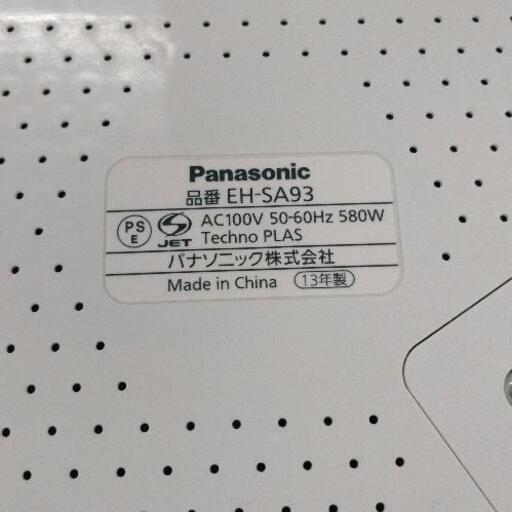 Panasonic
品番 EH-SA93
PS E JET AC100V 50-60Hz 580W
Techno PLAS
パナソニック株式会社
Made in China 13年製